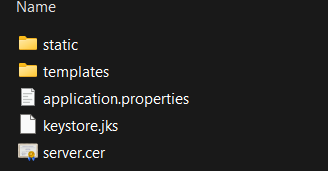 Name
static
templates
application.properties
keystore.jks
server.cer